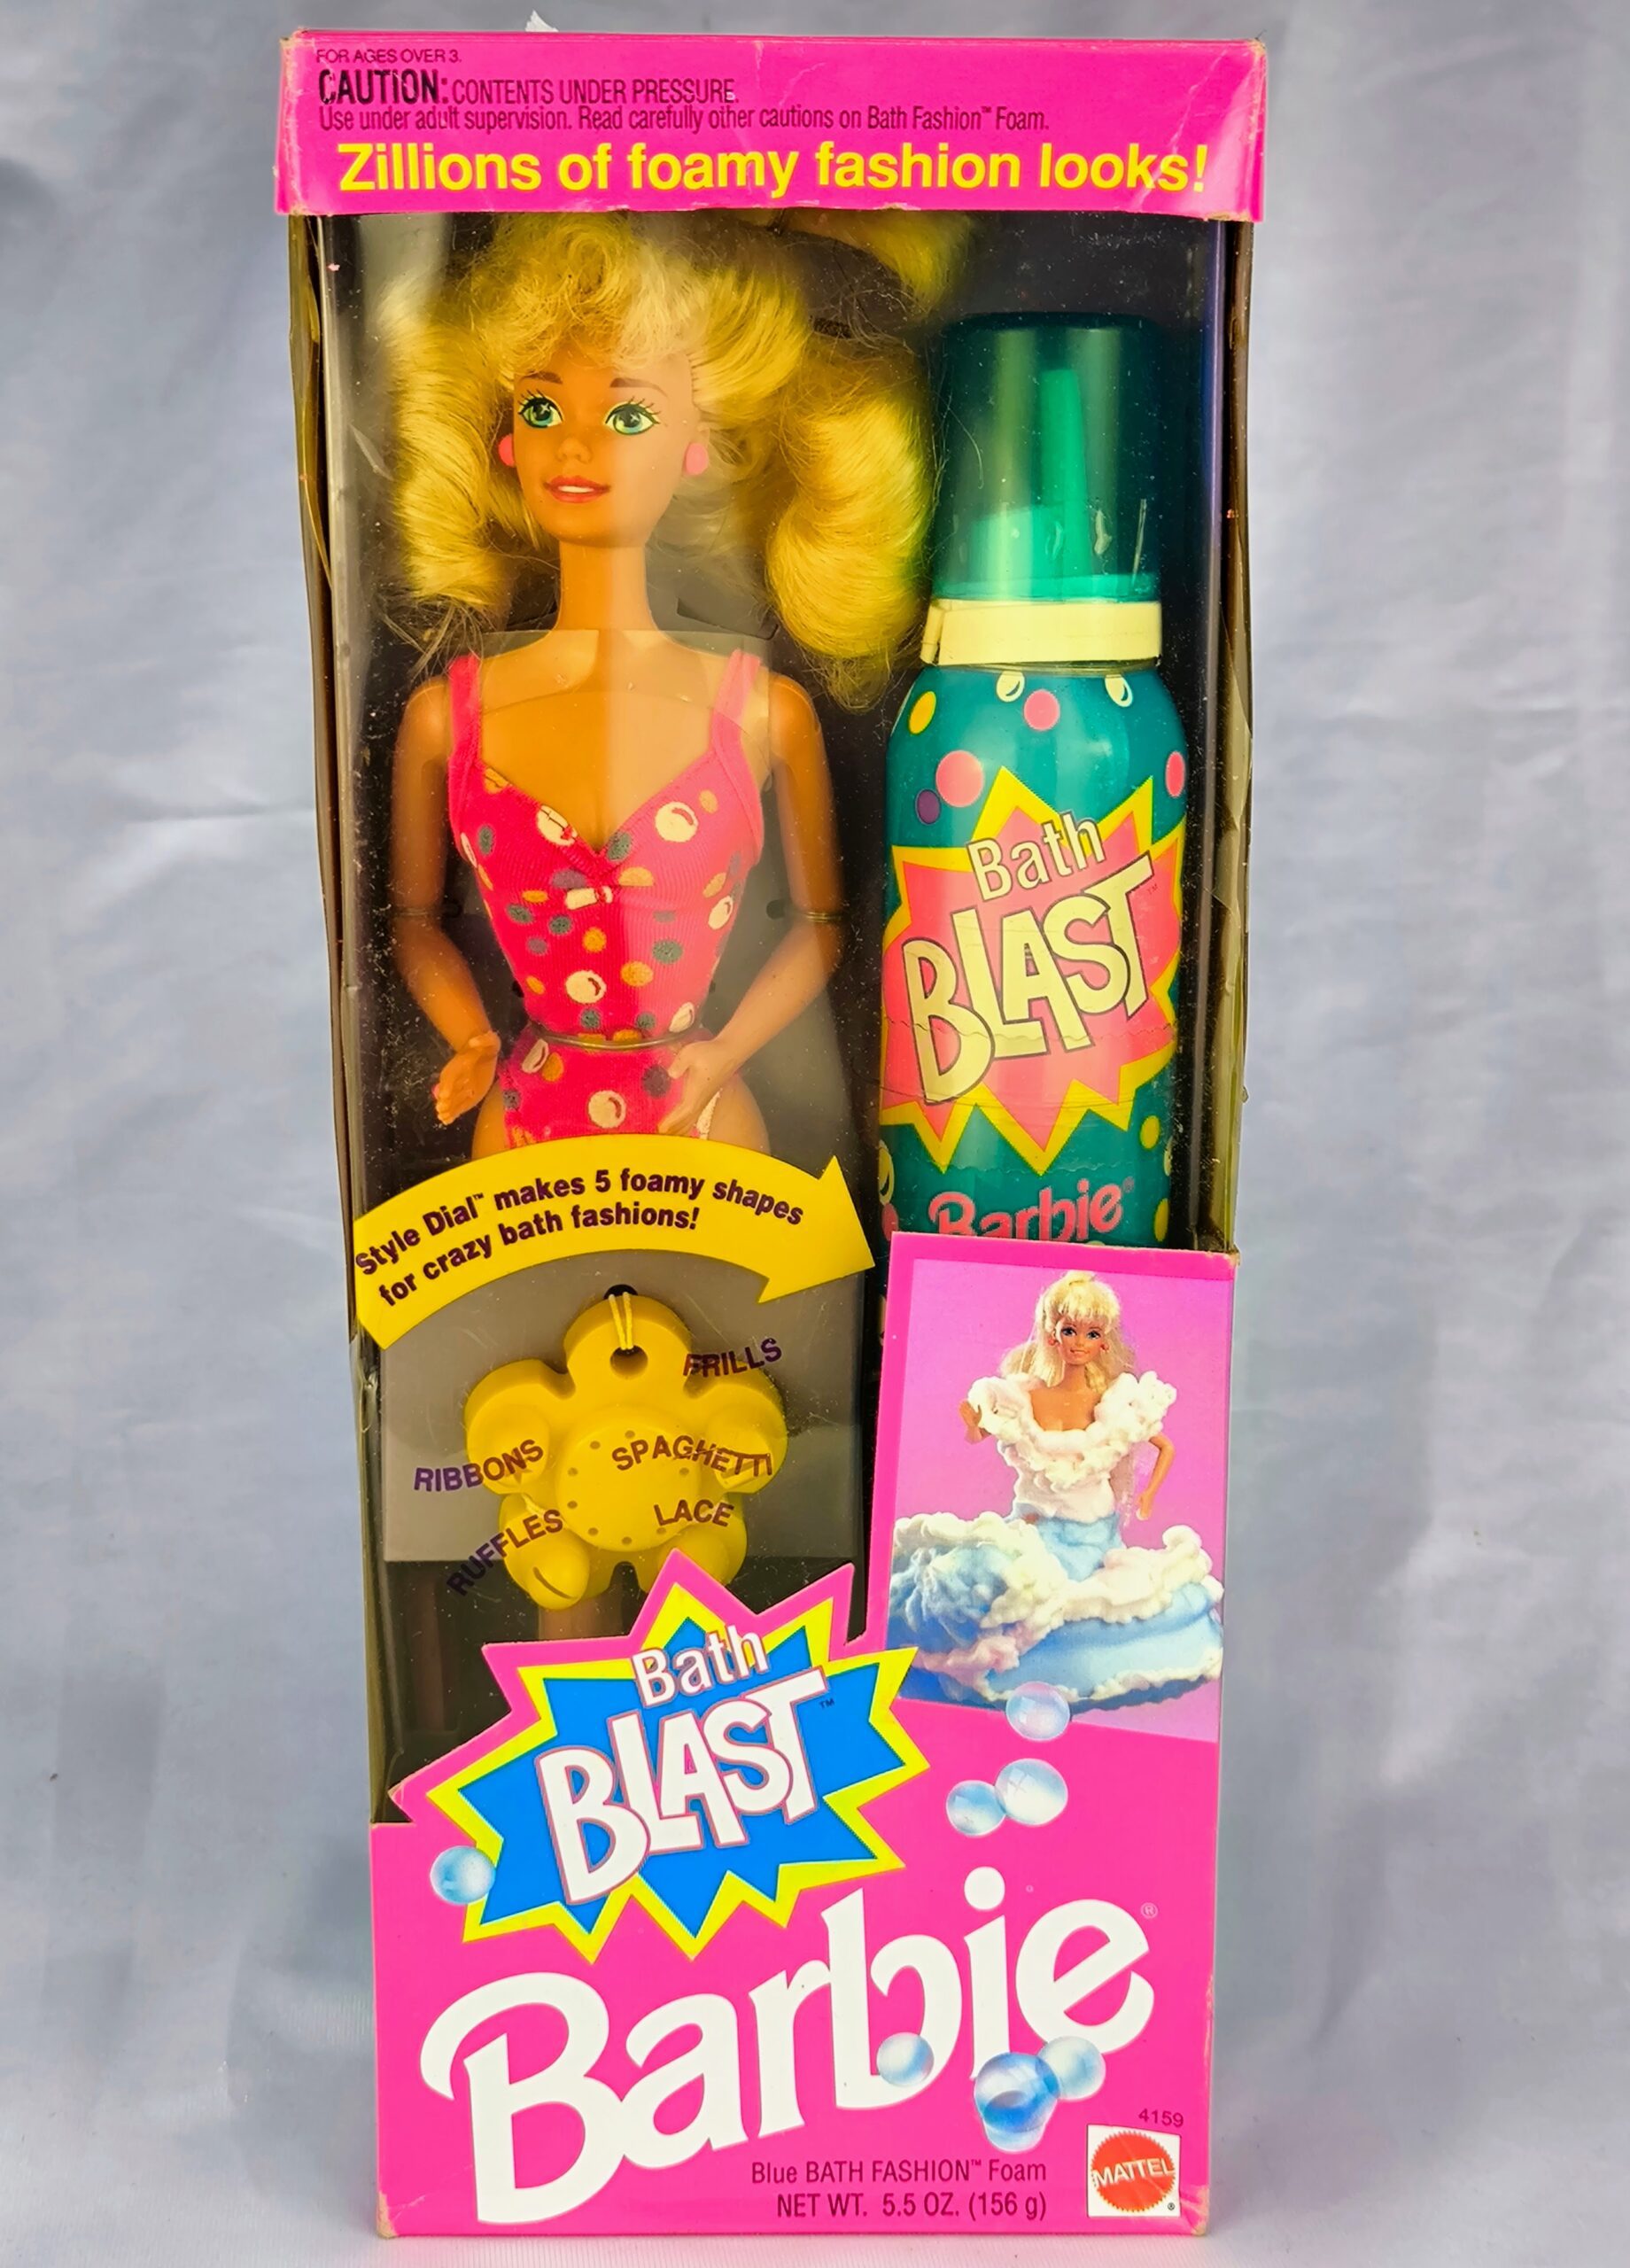 FOR AGES OVER 3.
CAUTION: CONTENTS UNDER PRESSURE.
Use under adult supervision. Read carefully other cautions on Bath Fashion™ Foam.
Zillions of foamy fashion looks!
Bath
BLAST™
Barbie®
Style Dial™ makes 5 foamy shapes
for crazy bath fashions!
FRILLS
RIBBONS
SPAGHETTI
RUFFLES
LACE
Bath
BLAST™
Barbie®
4159
MATTEL®
Blue BATH FASHION™ Foam
NET WT. 5.5 OZ. (156 g)